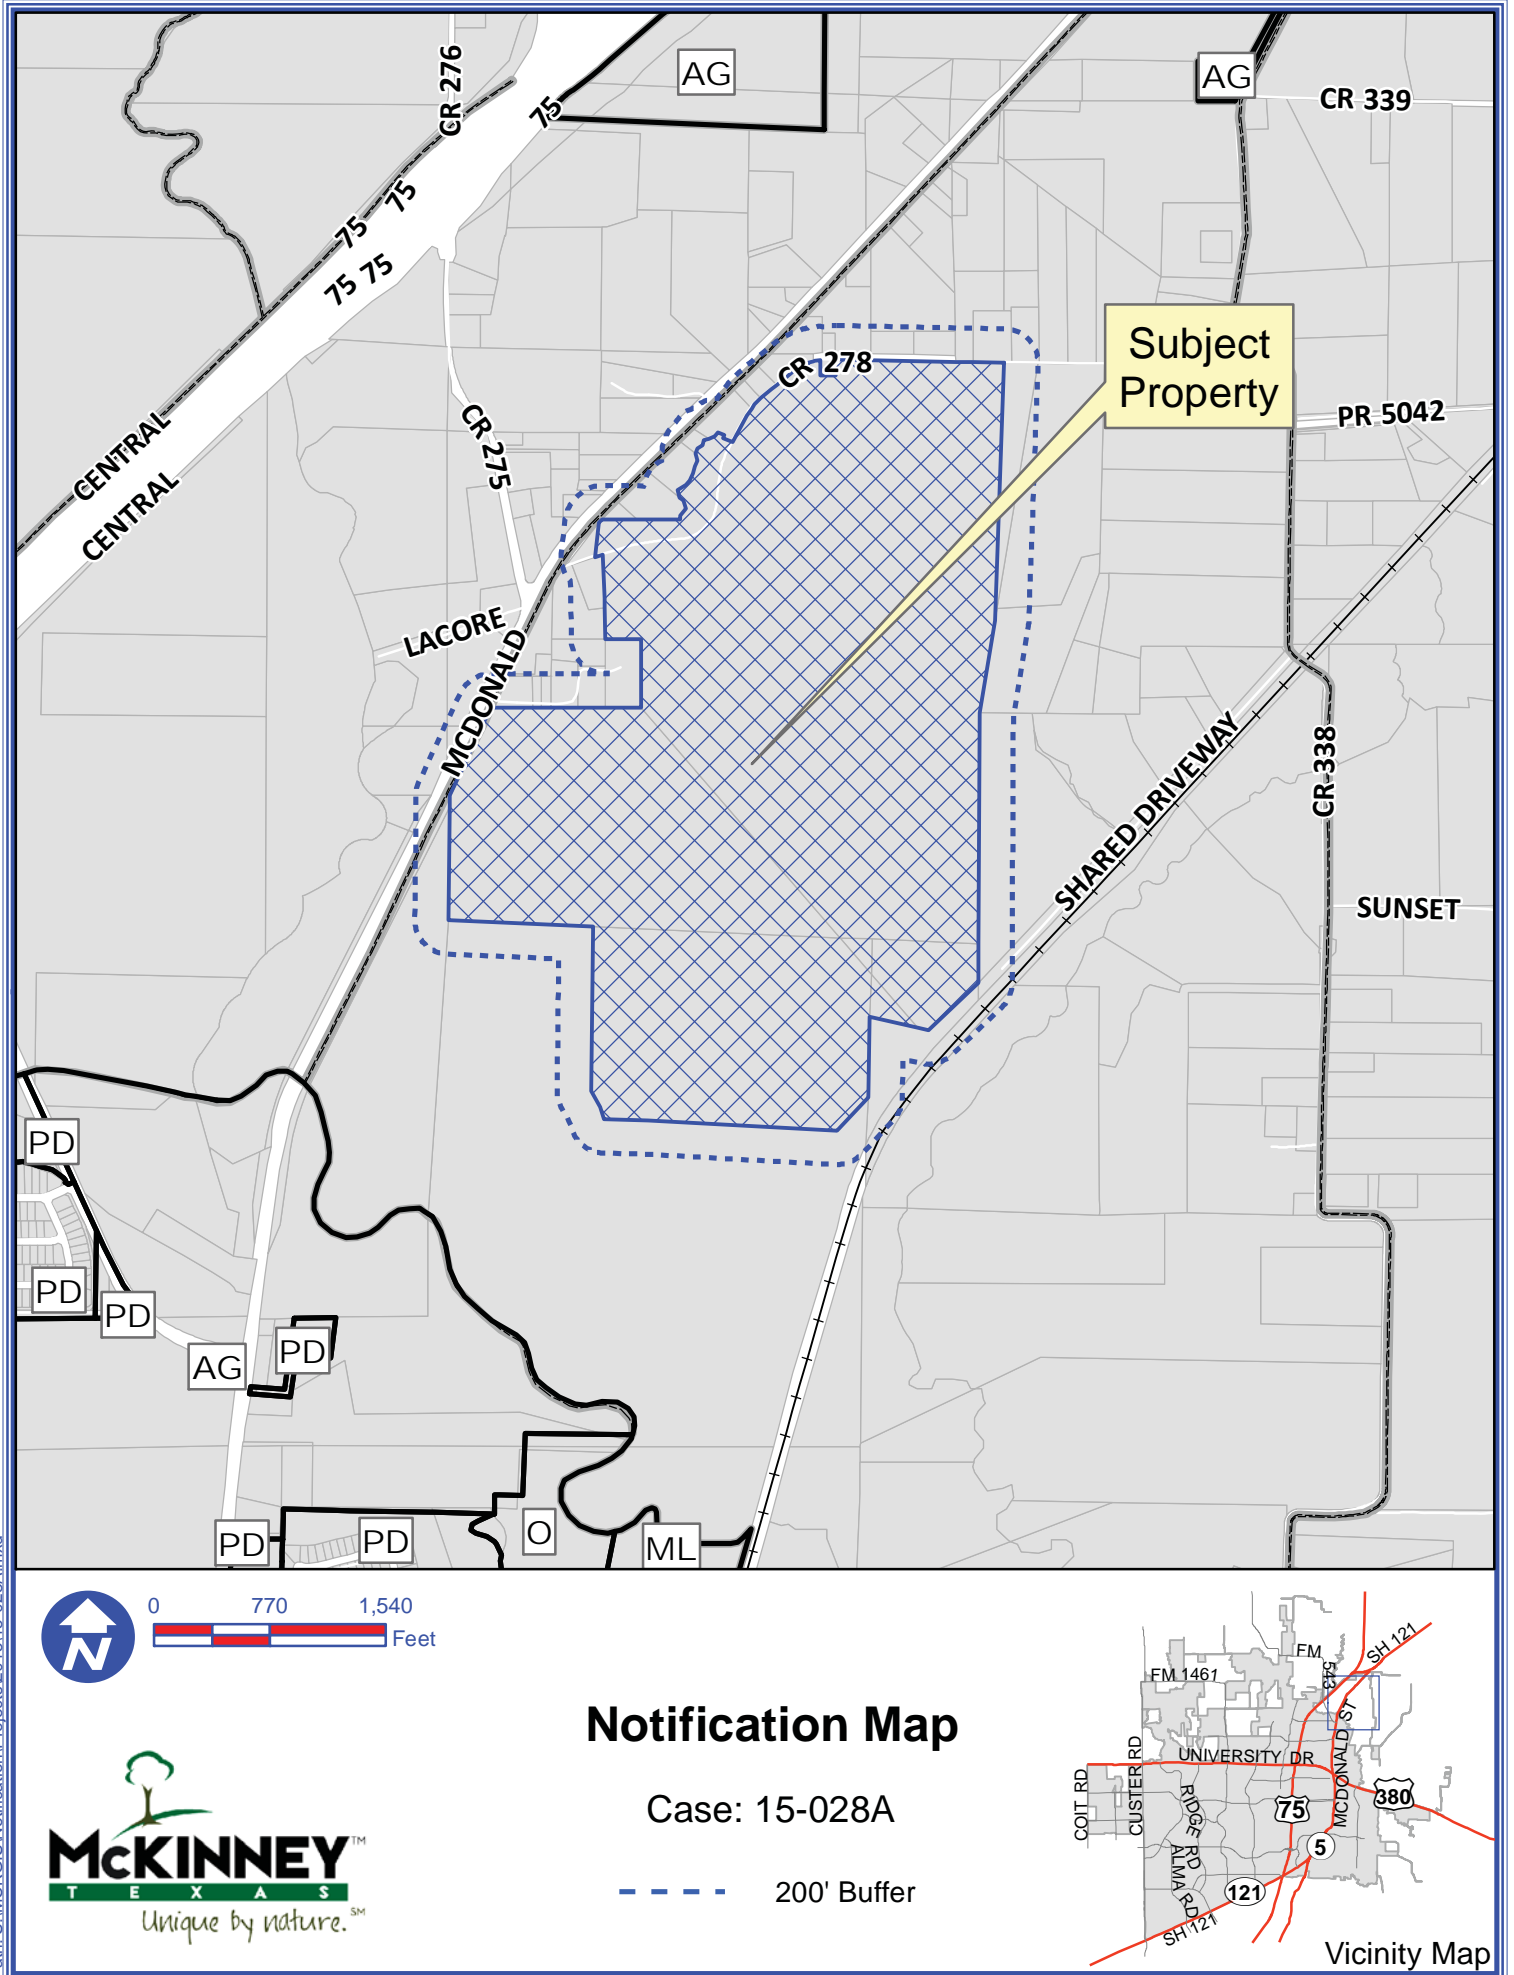 CR 276
AG
AG
CR 339
75
75
75
75 75
CR 278
Subject
Property
PR 5042
CENTRAL
CENTRAL
CR 275
LACORE
MCDONALD
SHARED DRIVEWAY
CR 338
SUNSET
PD
PD
PD
AG
PD
PD
PD
O
ML
0 770 1,540
Feet
N
Notification Map
Case: 15-028A
200' Buffer
McKINNEY™
TEXAS
Unique by nature.℠
FM 1461
FM
543
SH 121
COIT RD
CUSTER RD
UNIVERSITY DR
MCDONALD ST
RIDGE RD
ALMA RD
75
380
5
121
SH 121
Vicinity Map